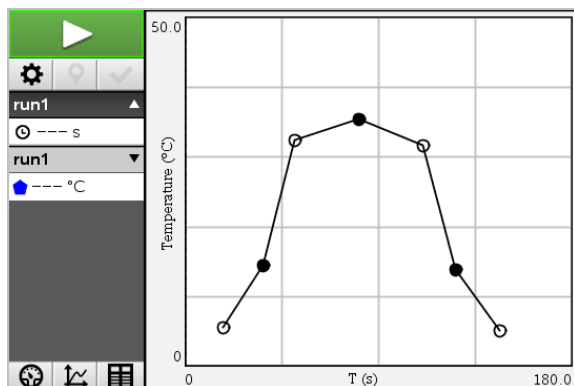 run1
--- s
run1
--- °C
50.0
Temperature (°C)
0
0
T (s)
180.0